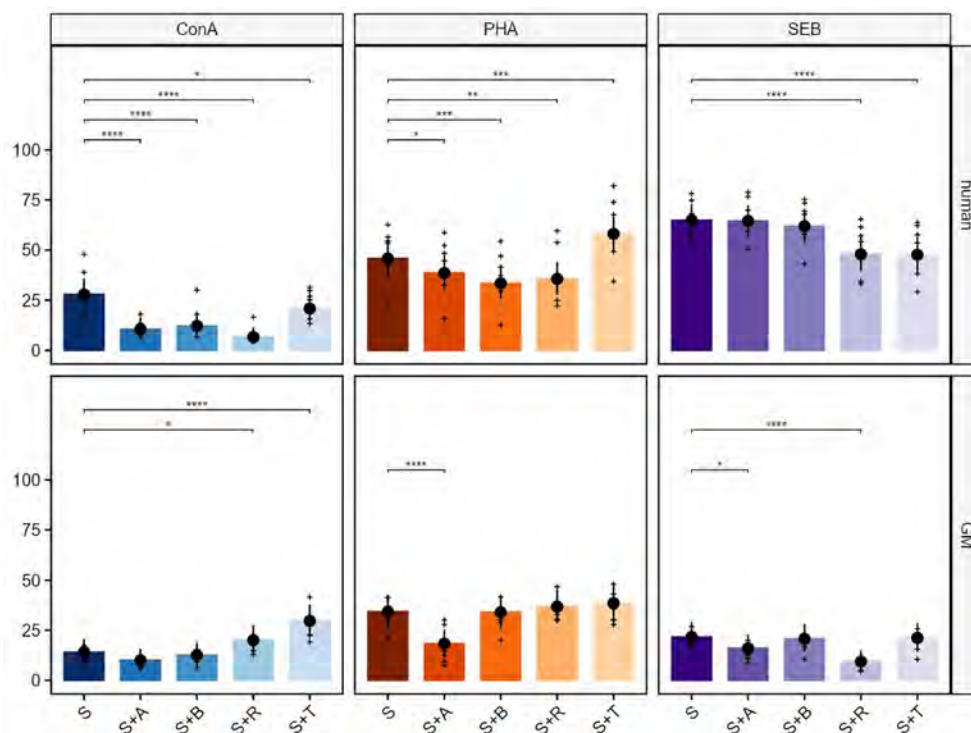 ConA PHA SEB
* *** ****
**** ** ****
**** ***
**** *
100
75
50
25
0
human
**** 
* ****
**** *
100
75
50
25
0
GM
S S+A S+B S+R S+T S S+A S+B S+R S+T S S+A S+B S+R S+T